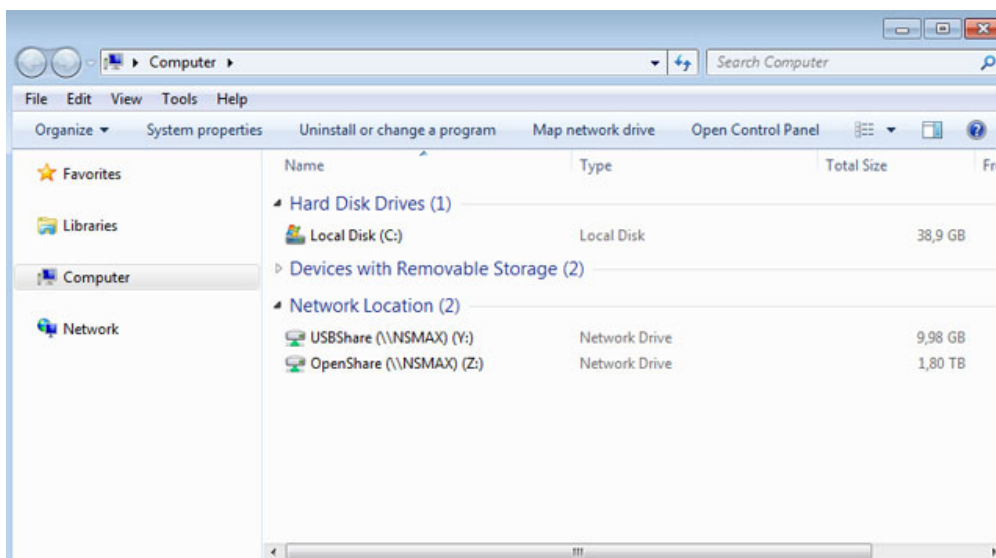 Computer
Search Computer
File Edit View Tools Help
Organize System properties Uninstall or change a program Map network drive Open Control Panel
Favorites
Libraries
Computer
Network
Name Type Total Size Fr
Hard Disk Drives (1)
Local Disk (C:) Local Disk 38,9 GB
Devices with Removable Storage (2)
Network Location (2)
USBShare (\\NSMAX) (Y:) Network Drive 9,98 GB
OpenShare (\\NSMAX) (Z:) Network Drive 1,80 TB